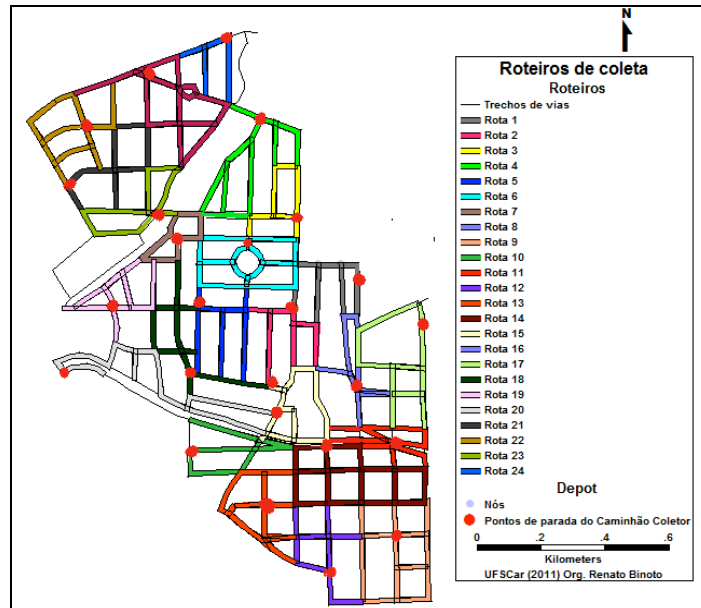 N
Roteiros de coleta
Roteiros
Trechos de vias
Rota 1
Rota 2
Rota 3
Rota 4
Rota 5
Rota 6
Rota 7
Rota 8
Rota 9
Rota 10
Rota 11
Rota 12
Rota 13
Rota 14
Rota 15
Rota 16
Rota 17
Rota 18
Rota 19
Rota 20
Rota 21
Rota 22
Rota 23
Rota 24
Depot
Nós
Pontos de parada do Caminhão Coletor
0 .2 .4 .6
Kilometers
UFSCar (2011) Org. Renato Binoto